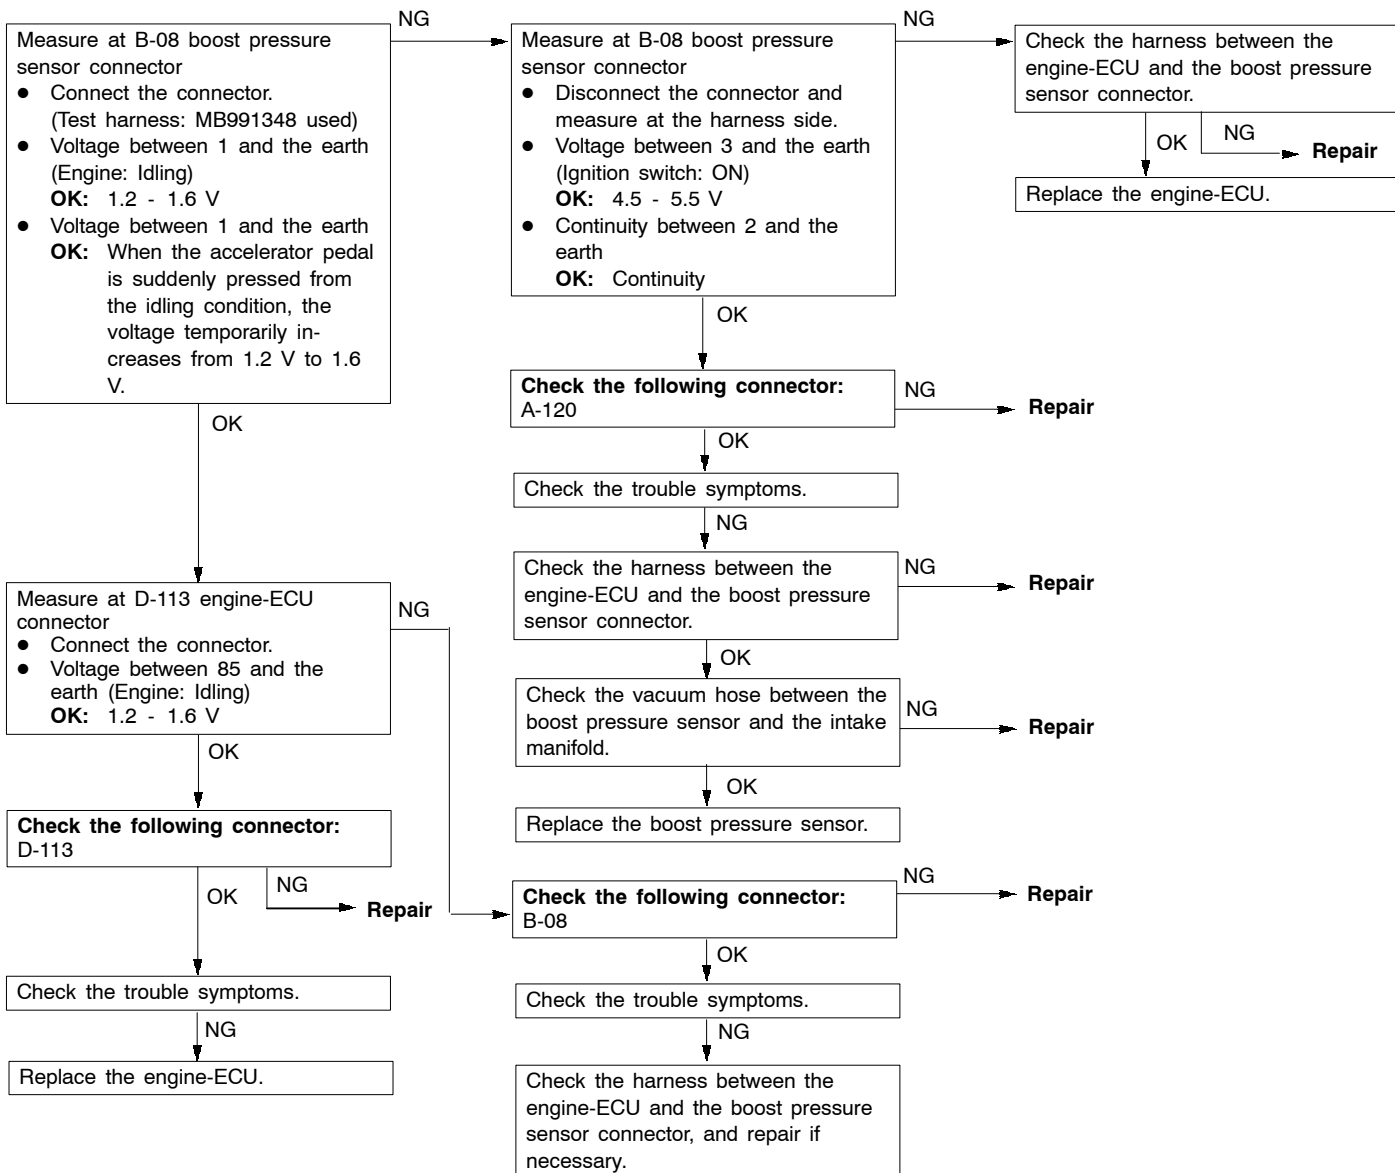 NG
Measure at B-08 boost pressure
sensor connector
● Connect the connector.
(Test harness: MB991348 used)
● Voltage between 1 and the earth
(Engine: Idling)
OK: 1.2 - 1.6 V
● Voltage between 1 and the earth
OK: When the accelerator pedal
is suddenly pressed from
the idling condition, the
voltage temporarily in-
creases from 1.2 V to 1.6
V.
OK
Measure at D-113 engine-ECU
connector
● Connect the connector.
● Voltage between 85 and the
earth (Engine: Idling)
OK: 1.2 - 1.6 V
NG
OK
Check the following connector:
D-113
OK
NG
Repair
Check the trouble symptoms.
NG
Replace the engine-ECU.
Measure at B-08 boost pressure
sensor connector
● Disconnect the connector and
measure at the harness side.
● Voltage between 3 and the earth
(Ignition switch: ON)
OK: 4.5 - 5.5 V
● Continuity between 2 and the
earth
OK: Continuity
NG
OK
Check the following connector:
A-120
NG
Repair
OK
Check the trouble symptoms.
NG
Check the harness between the
engine-ECU and the boost pressure
sensor connector.
NG
Repair
OK
Check the vacuum hose between the
boost pressure sensor and the intake
manifold.
NG
Repair
OK
Replace the boost pressure sensor.
Check the following connector:
B-08
NG
Repair
OK
Check the trouble symptoms.
NG
Check the harness between the
engine-ECU and the boost pressure
sensor connector, and repair if
necessary.
Check the harness between the
engine-ECU and the boost pressure
sensor connector.
OK
NG
Repair
Replace the engine-ECU.